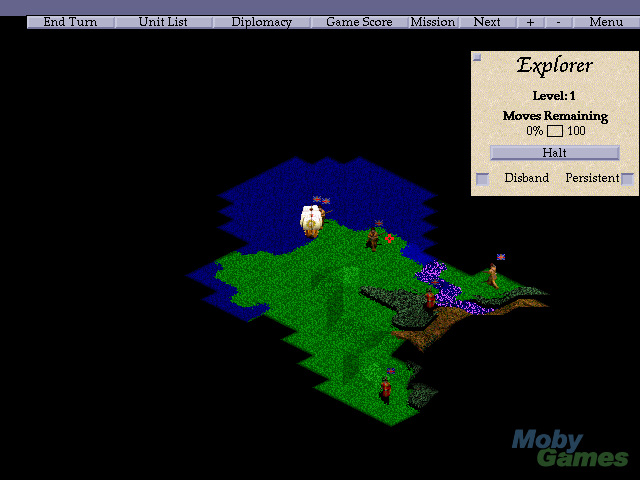 End Turn Unit List Diplomacy Game Score Mission Next + - Menu
Explorer
Level: 1
Moves Remaining
0% 100
Halt
Disband Persistent
Moby
Games